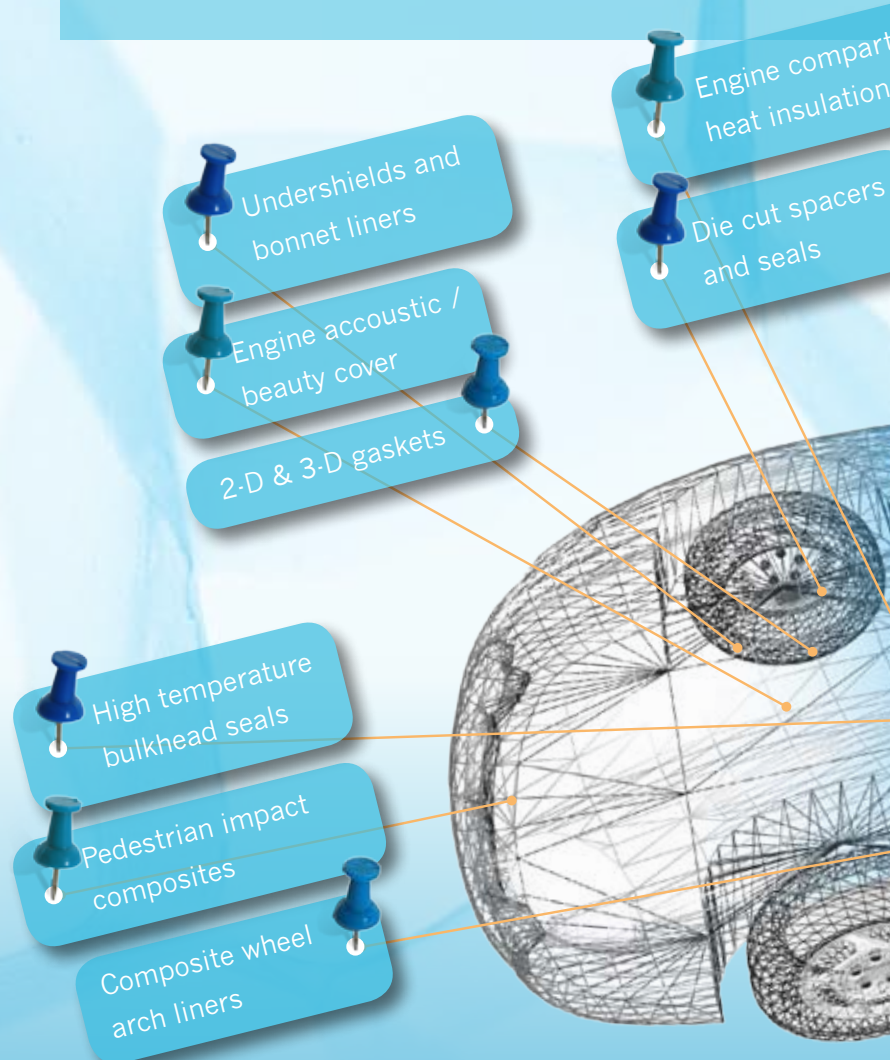 Undershields and
bonnet liners
Engine accoustic /
beauty cover
2-D & 3-D gaskets
High temperature
bulkhead seals
Pedestrian impact
composites
Composite wheel
arch liners
Engine compart
heat insulation
Die cut spacers
and seals